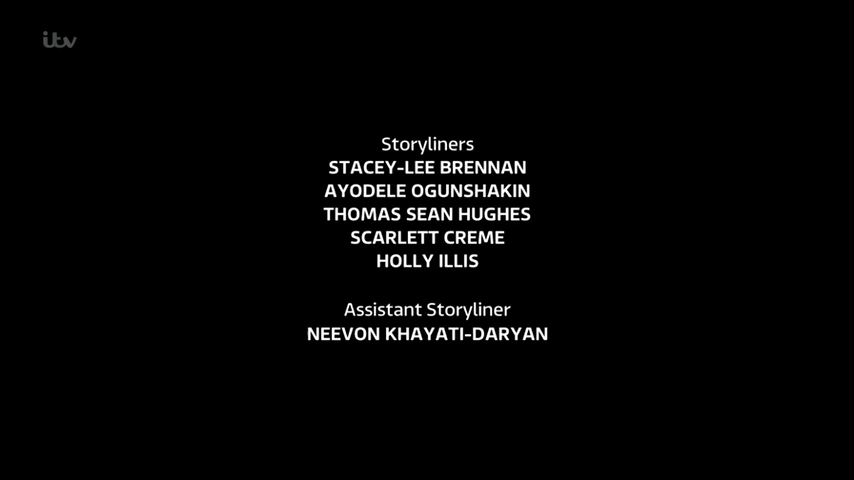 itv
Storyliners
STACEY-LEE BRENNAN
AYODELE OGUNSHAKIN
THOMAS SEAN HUGHES
SCARLETT CREME
HOLLY ILLIS
Assistant Storyliner
NEEVON KHAYATI-DARYAN